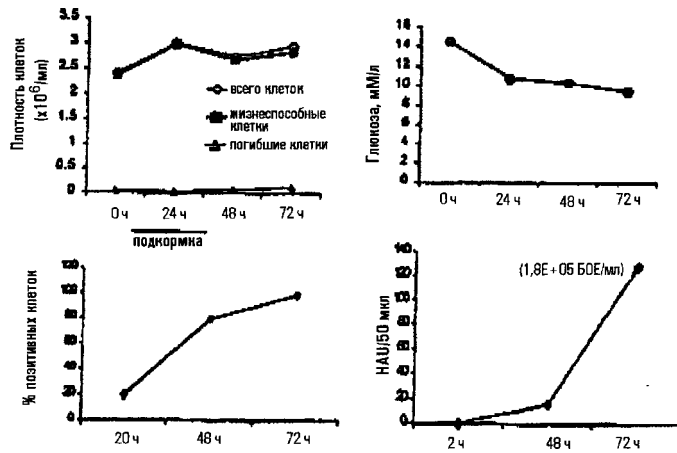 Плотность клеток
(x10⁶/мл)
3.5
3
2.5
2
1.5
1
0.5
0
всего клеток
жизнеспособные
клетки
погибшие клетки
0 ч 24 ч 48 ч 72 ч
подкормка
Глюкоза, мМ/л
16
14
12
10
8
6
4
2
0
0 ч 24 ч 48 ч 72 ч
% позитивных клеток
120
100
80
60
40
20
0
20 ч 48 ч 72 ч
HAU/50 мкл
140
120
100
80
60
40
20
0
(1,8E+05 БОЕ/мл)
2 ч 48 ч 72 ч